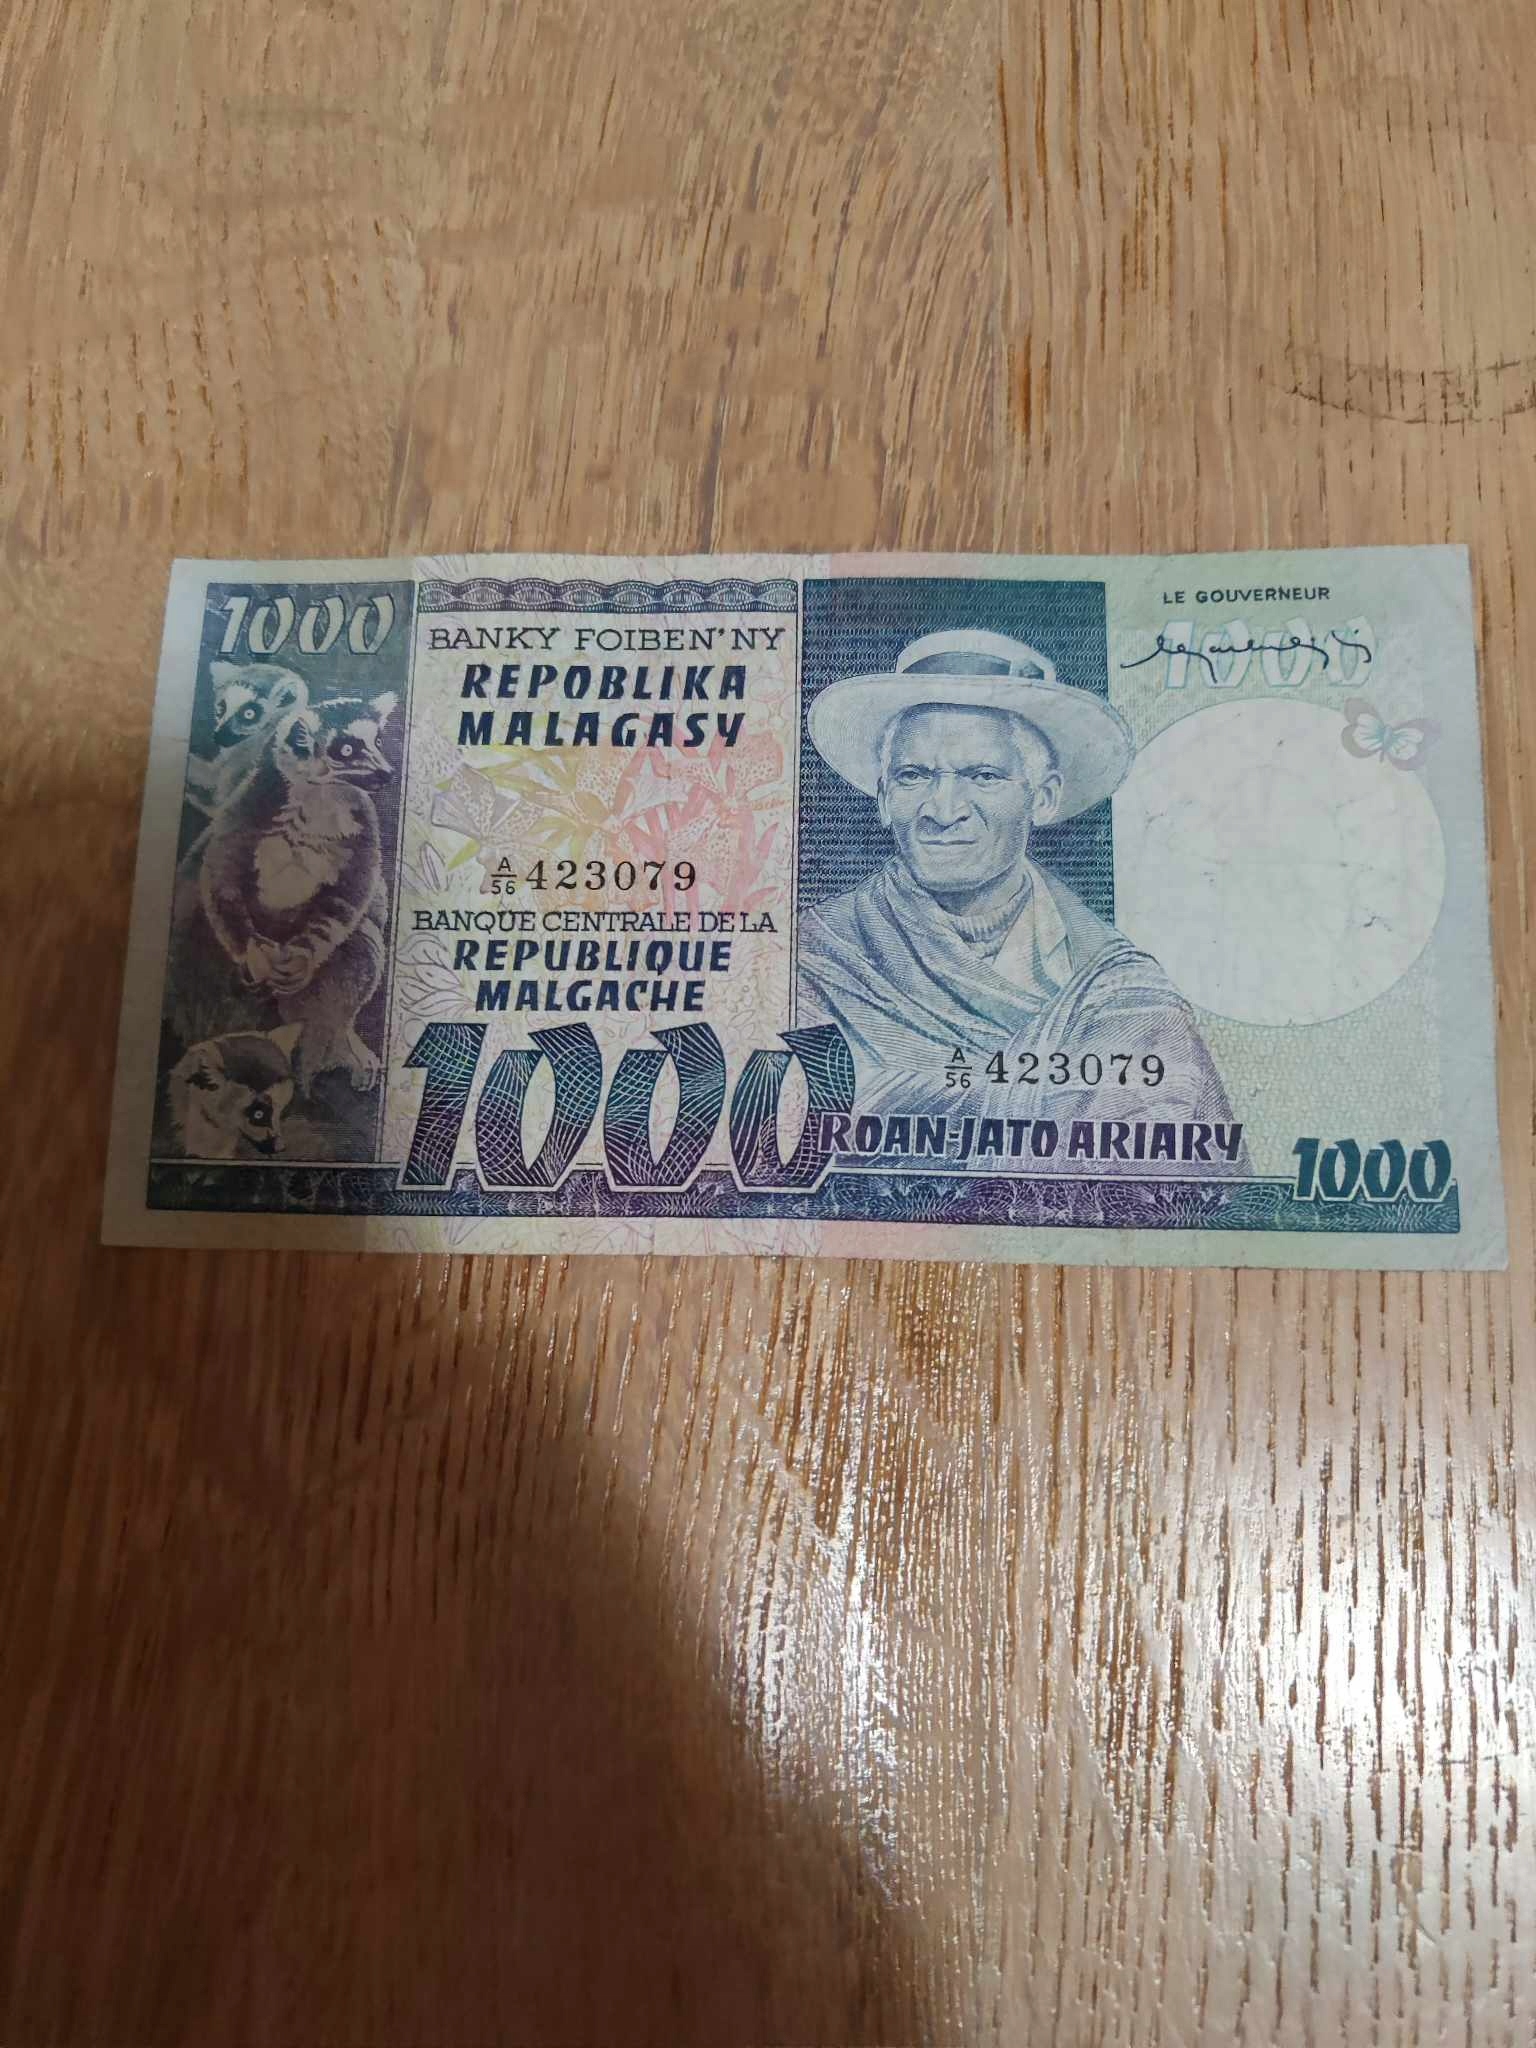 1000
BANKY FOIBEN'NY
REPOBLIKA
MALAGASY
A/56 423079
BANQUE CENTRALE DE LA
REPUBLIQUE
MALGACHE
1000
LE GOUVERNEUR
1000
A/56 423079
ROAN-JATO ARIARY
1000